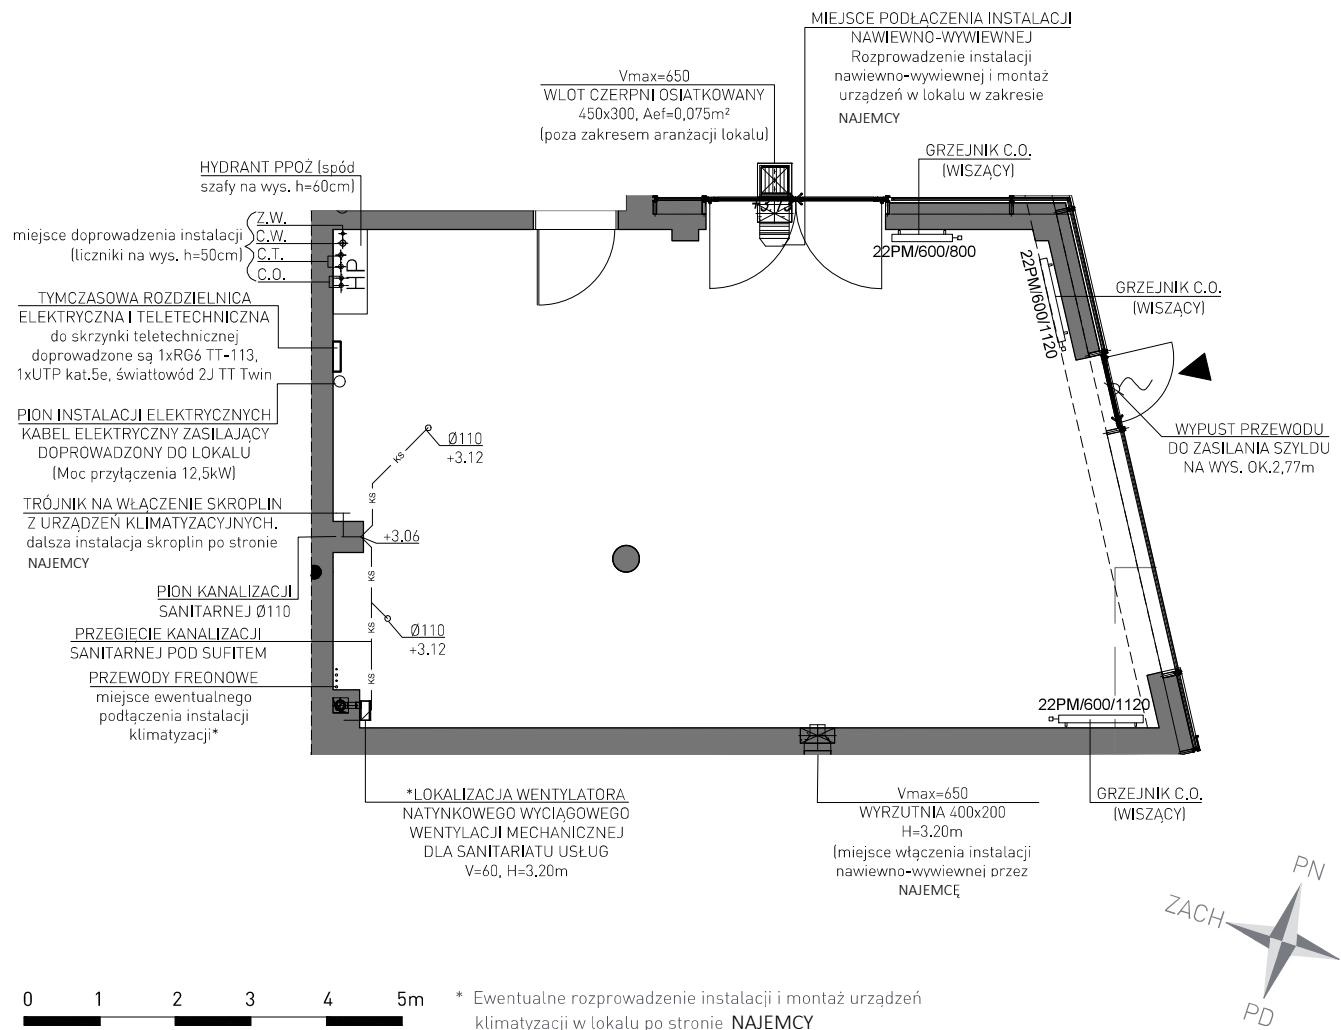 MIEJSCE PODŁĄCZENIA INSTALACJI
NAWIEWNO-WYWIEWNEJ
Rozprowadzenie instalacji
nawiewno-wywiewnej i montaż
urządzeń w lokalu w zakresie
NAJEMCY
Vmax=650
WLOT CZERPNI OSIATKOWANY
450x300, Aef=0,075m²
(poza zakresem aranżacji lokalu)
GRZEJNIK C.O.
(WISZĄCY)
HYDRANT PPOŻ (spód
szafy na wys. h=60cm)
Z.W.
miejsce doprowadzenia instalacji
C.W.
(liczniki na wys. h=50cm)
C.T.
C.O.
HP
22PM/600/800
22PM/600/1120
GRZEJNIK C.O.
(WISZĄCY)
TYMCZASOWA ROZDZIELNICA
ELEKTRYCZNA I TELETECHNICZNA
do skrzynki teletechnicznej
doprowadzone są 1xRG6 TT-113,
1xUTP kat.5e, światłowód 2J TT Twin
PION INSTALACJI ELEKTRYCZNYCH
KABEL ELEKTRYCZNY ZASILAJĄCY
DOPROWADZONY DO LOKALU
(Moc przyłączenia 12,5kW)
Ø110
+3.12
KS
KS
WYPUST PRZEWODU
DO ZASILANIA SZYLDU
NA WYS. OK.2,77m
TRÓJNIK NA WŁĄCZENIE SKROPLIN
Z URZĄDZEŃ KLIMATYZACYJNYCH.
dalsza instalacja skroplin po stronie
NAJEMCY
+3.06
KS
PION KANALIZACJI
SANITARNEJ Ø110
KS
Ø110
+3.12
PRZEGIĘCIE KANALIZACJI
SANITARNEJ POD SUFITEM
KS
PRZEWODY FREONOWE
miejsce ewentualnego
podłączenia instalacji
klimatyzacji*
22PM/600/1120
*LOKALIZACJA WENTYLATORA
NATYNKOWEGO WYCIĄGOWEGO
WENTYLACJI MECHANICZNEJ
DLA SANITARIATU USŁUG
V=60, H=3.20m
Vmax=650
WYRZUTNIA 400x200
H=3.20m
(miejsce włączenia instalacji
nawiewno-wywiewnej przez
NAJEMCĘ
GRZEJNIK C.O.
(WISZĄCY)
PN
ZACH
PD
0 1 2 3 4 5m
* Ewentualne rozprowadzenie instalacji i montaż urządzeń
klimatyzacji w lokalu po stronie NAJEMCY